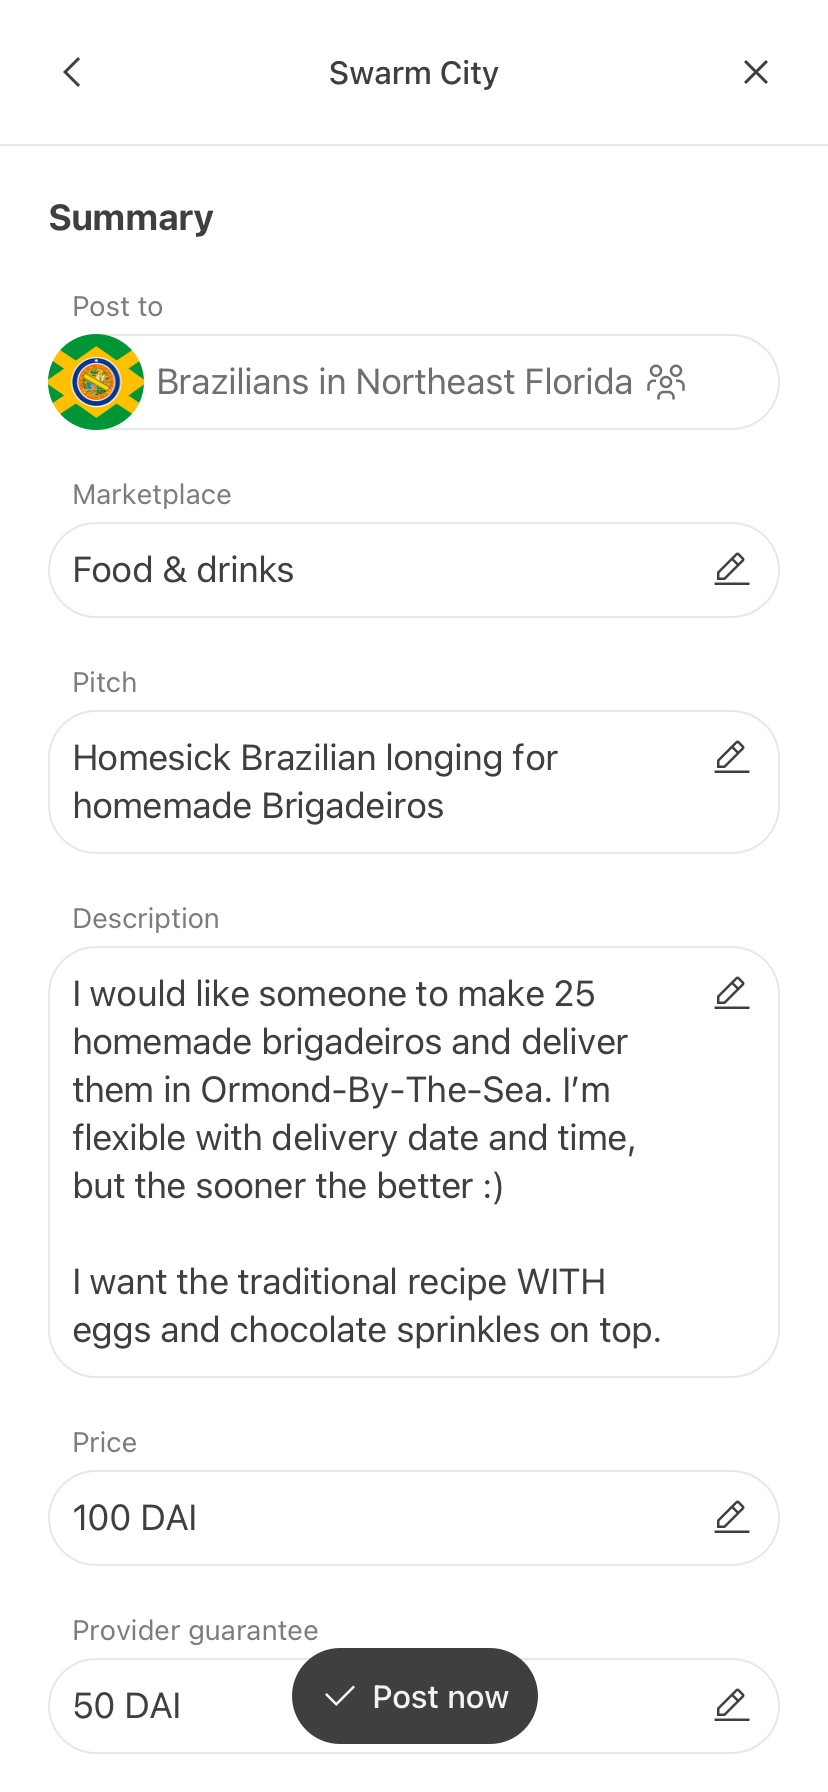 Swarm City
Summary
Post to
Brazilians in Northeast Florida
Marketplace
Food & drinks
Pitch
Homesick Brazilian longing for
homemade Brigadeiros
Description
I would like someone to make 25
homemade brigadeiros and deliver
them in Ormond-By-The-Sea. I’m
flexible with delivery date and time,
but the sooner the better :)
I want the traditional recipe WITH
eggs and chocolate sprinkles on top.
Price
100 DAI
Provider guarantee
50 DAI
Post now